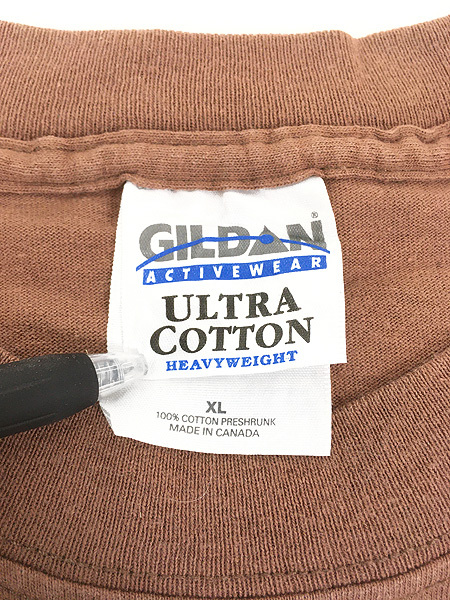 GILDAN®
ACTIVEWEAR
ULTRA
COTTON
HEAVYWEIGHT
XL
100% COTTON PRESHRUNK
MADE IN CANADA